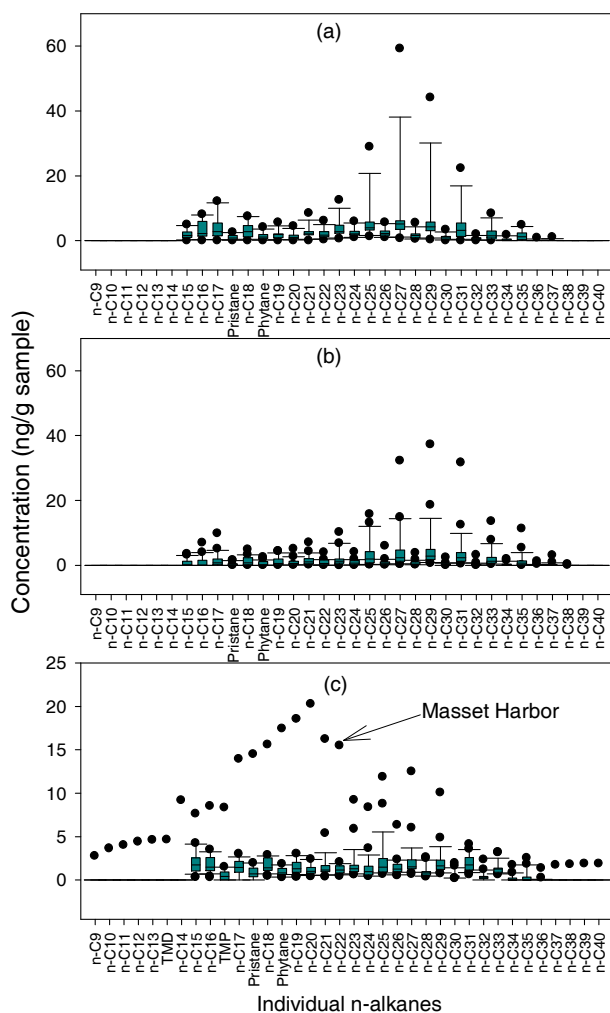 (a)
60
40
20
0
n-C9
n-C10
n-C11
n-C12
n-C13
n-C14
n-C15
n-C16
n-C17
Pristane
n-C18
Phytane
n-C19
n-C20
n-C21
n-C22
n-C23
n-C24
n-C25
n-C26
n-C27
n-C28
n-C29
n-C30
n-C31
n-C32
n-C33
n-C34
n-C35
n-C36
n-C37
n-C38
n-C39
n-C40
Concentration (ng/g sample)
(b)
60
40
20
0
n-C9
n-C10
n-C11
n-C12
n-C13
n-C14
n-C15
n-C16
n-C17
Pristane
n-C18
Phytane
n-C19
n-C20
n-C21
n-C22
n-C23
n-C24
n-C25
n-C26
n-C27
n-C28
n-C29
n-C30
n-C31
n-C32
n-C33
n-C34
n-C35
n-C36
n-C37
n-C38
n-C39
n-C40
(c)
Masset Harbor
25
20
15
10
5
0
n-C9
n-C10
n-C11
n-C12
n-C13
TMD
n-C14
n-C15
n-C16
TMP
n-C17
Pristane
n-C18
Phytane
n-C19
n-C20
n-C21
n-C22
n-C23
n-C24
n-C25
n-C26
n-C27
n-C28
n-C29
n-C30
n-C31
n-C32
n-C33
n-C34
n-C35
n-C36
n-C37
n-C38
n-C39
n-C40
Individual n-alkanes